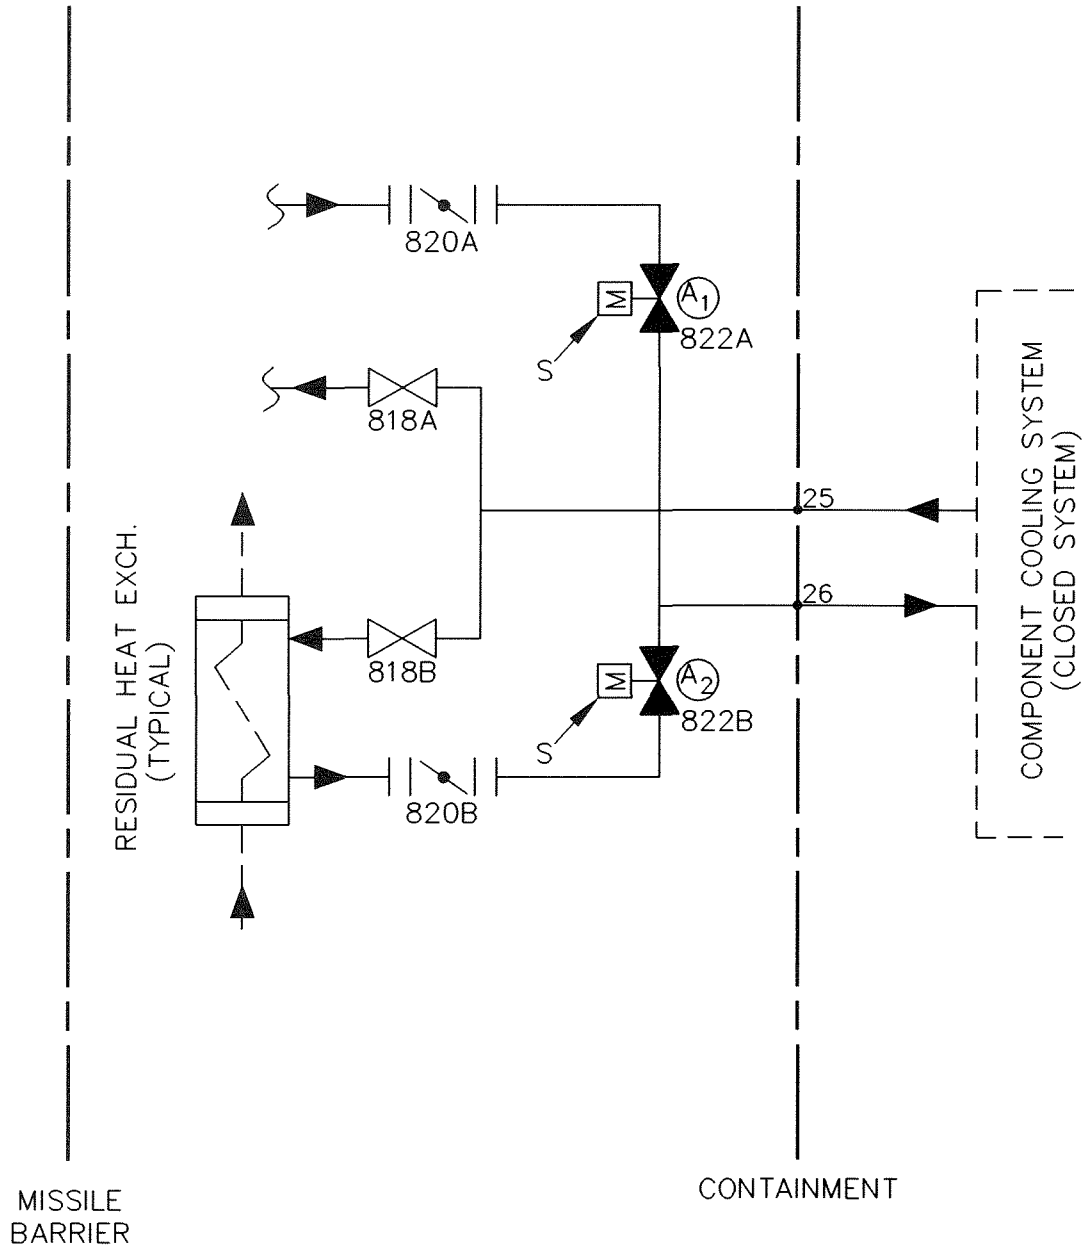 820A
M
A1
822A
S
818A
25
26
COMPONENT COOLING SYSTEM
(CLOSED SYSTEM)
RESIDUAL HEAT EXCH.
(TYPICAL)
818B
M
A2
822B
S
820B
CONTAINMENT
MISSILE
BARRIER